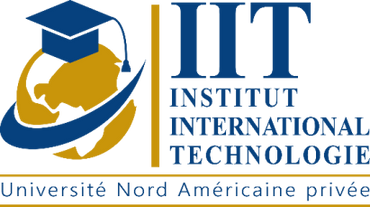 IIT
INSTITUT
INTERNATIONAL
TECHNOLOGIE
Université Nord Américaine privée